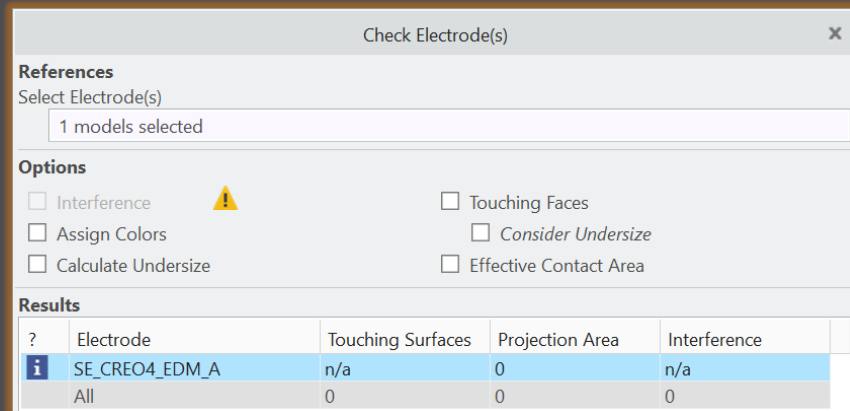 Check Electrode(s)
References
Select Electrode(s)
1 models selected
Options
Interference
Touching Faces
Assign Colors
Consider Undersize
Calculate Undersize
Effective Contact Area
Results
? Electrode Touching Surfaces Projection Area Interference
SE_CREO4_EDM_A n/a 0 n/a
All 0 0 0